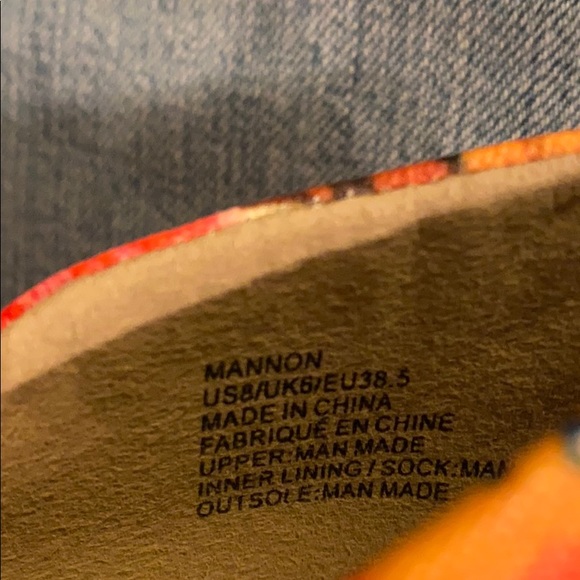 MANNON
US8/UK6/EU38.5
MADE IN CHINA
FABRIQUÉ EN CHINE
UPPER:MAN MADE
INNER LINING / SOCK:MAN
OUTSOLE:MAN MADE